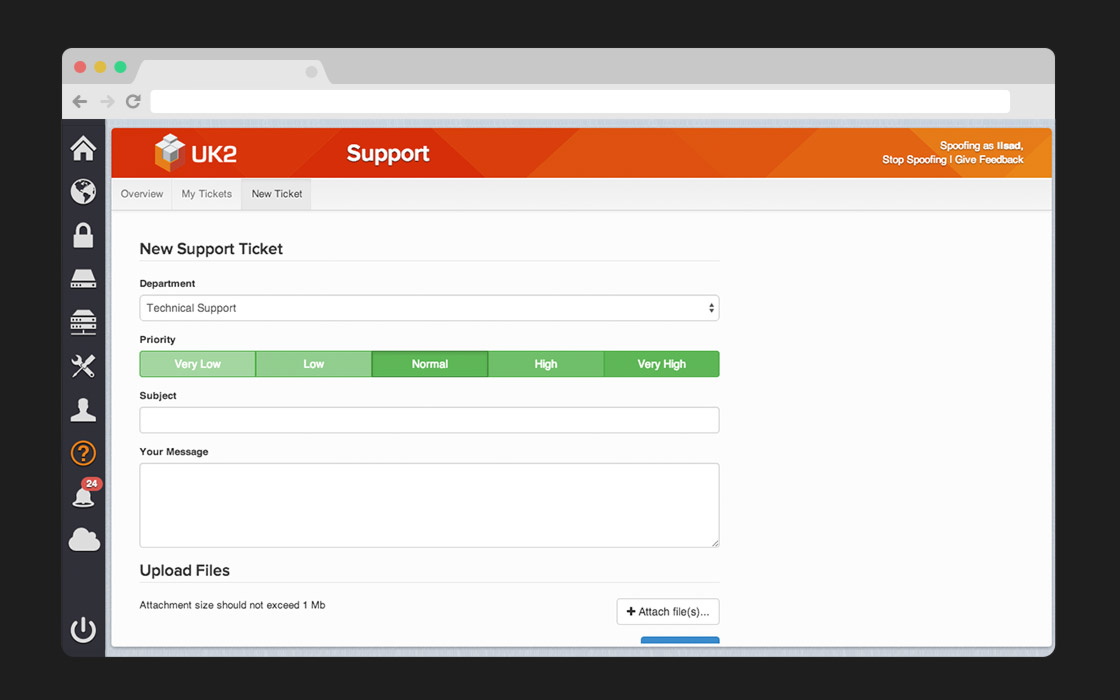 UK2
Support
Spoofing as llsad,
Stop Spoofing | Give Feedback
Overview
My Tickets
New Ticket
New Support Ticket
Department
Technical Support
Priority
Very Low
Low
Normal
High
Very High
Subject
?
24
Your Message
Upload Files
Attachment size should not exceed 1 Mb
+ Attach file(s)...